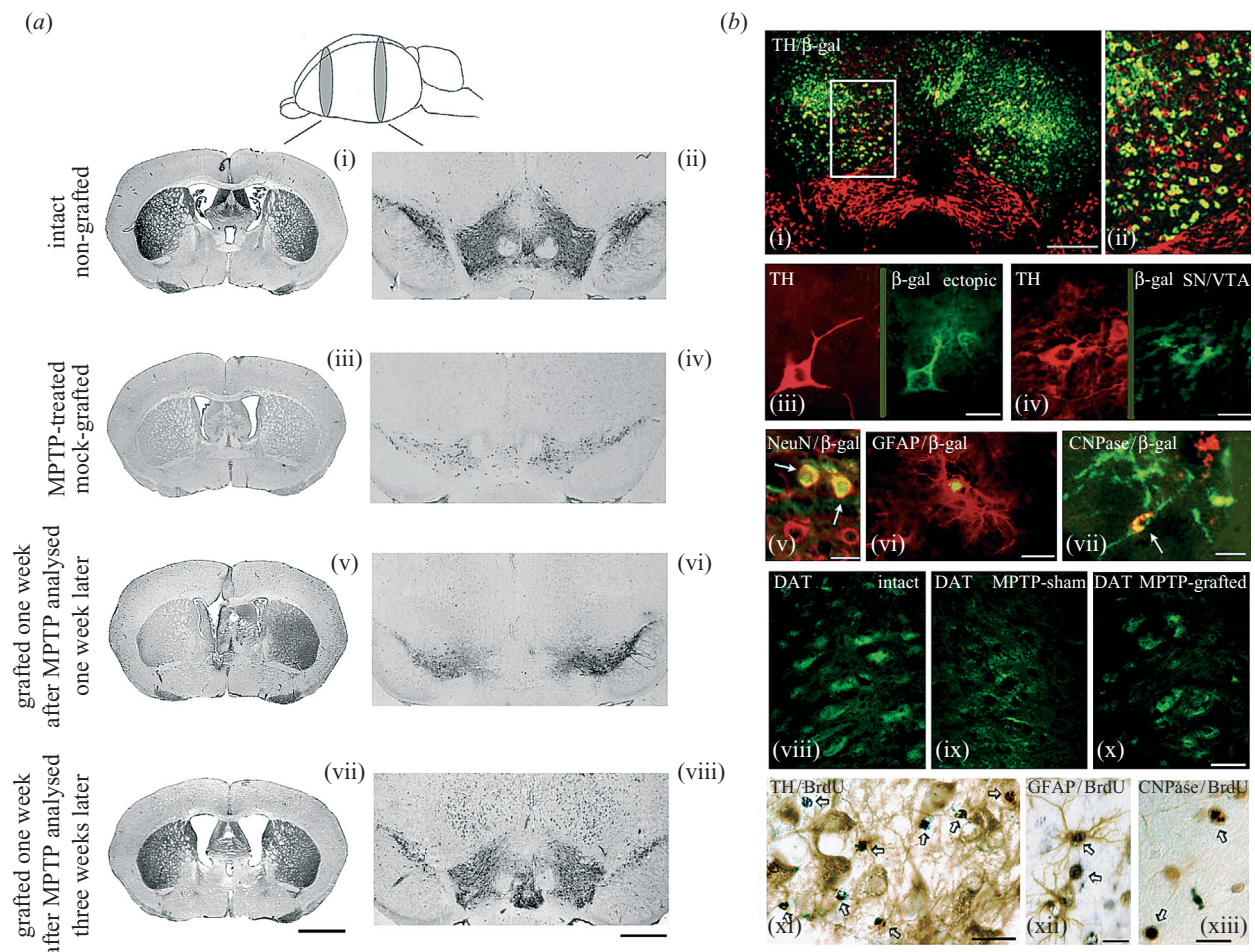 (a)
intact
non-grafted
(i)
(ii)
MPTP-treated
mock-grafted
(iii)
(iv)
grafted one week
after MPTP analysed
one week later
(v)
(vi)
grafted one week
after MPTP analysed
three weeks later
(vii)
(viii)
(b)
TH/β-gal
(i)
(ii)
TH
β-gal ectopic
TH
β-gal SN/VTA
(iii)
(iv)
NeuN/β-gal
GFAP/β-gal
CNPase/β-gal
(v)
(vi)
(vii)
DAT intact
DAT MPTP-sham
DAT MPTP-grafted
(viii)
(ix)
(x)
TH/BrdU
GFAP/BrdU
CNPase/BrdU
(xi)
(xii)
(xiii)